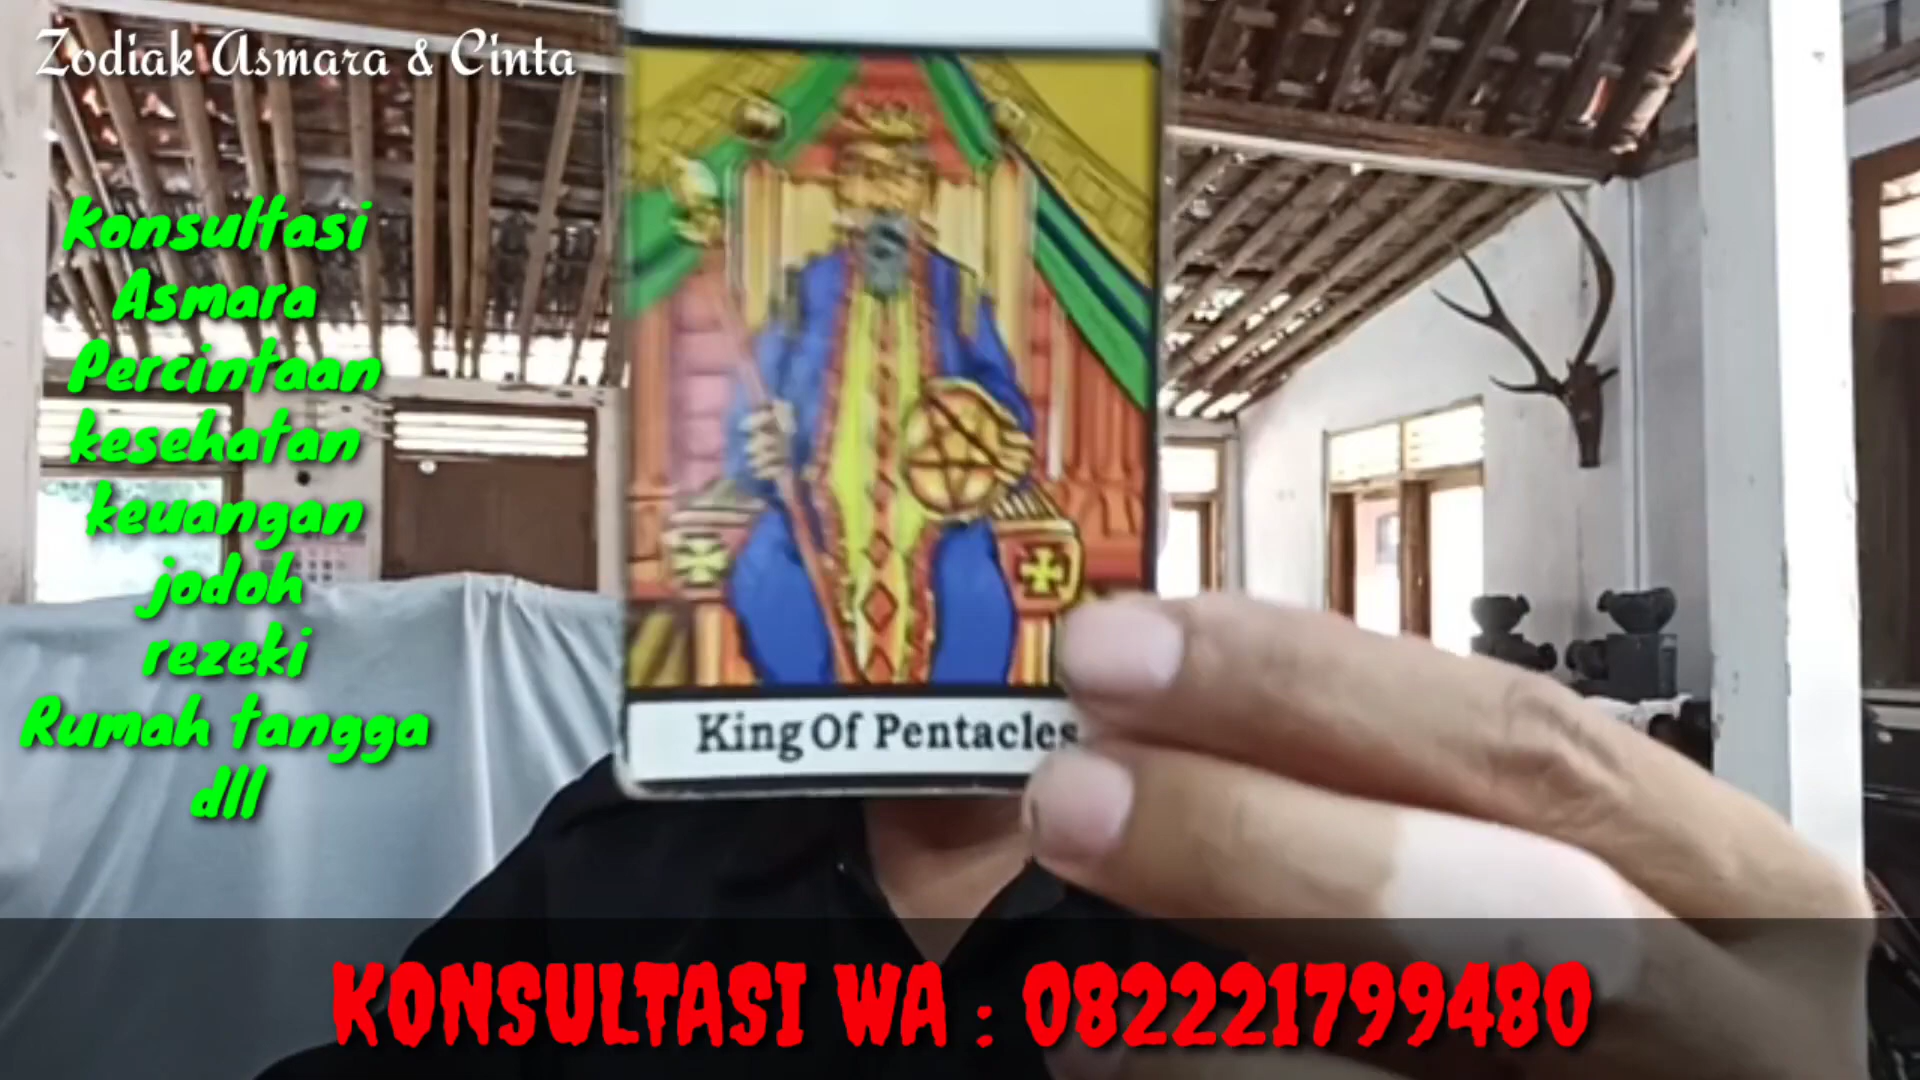 Zodiak Asmara & Cinta
Konsultasi
Asmara
Percintaan
kesehatan
keuangan
jodoh
rezeki
Rumah tangga
dll
King Of Pentacles
KONSULTASI WA : 082221799480